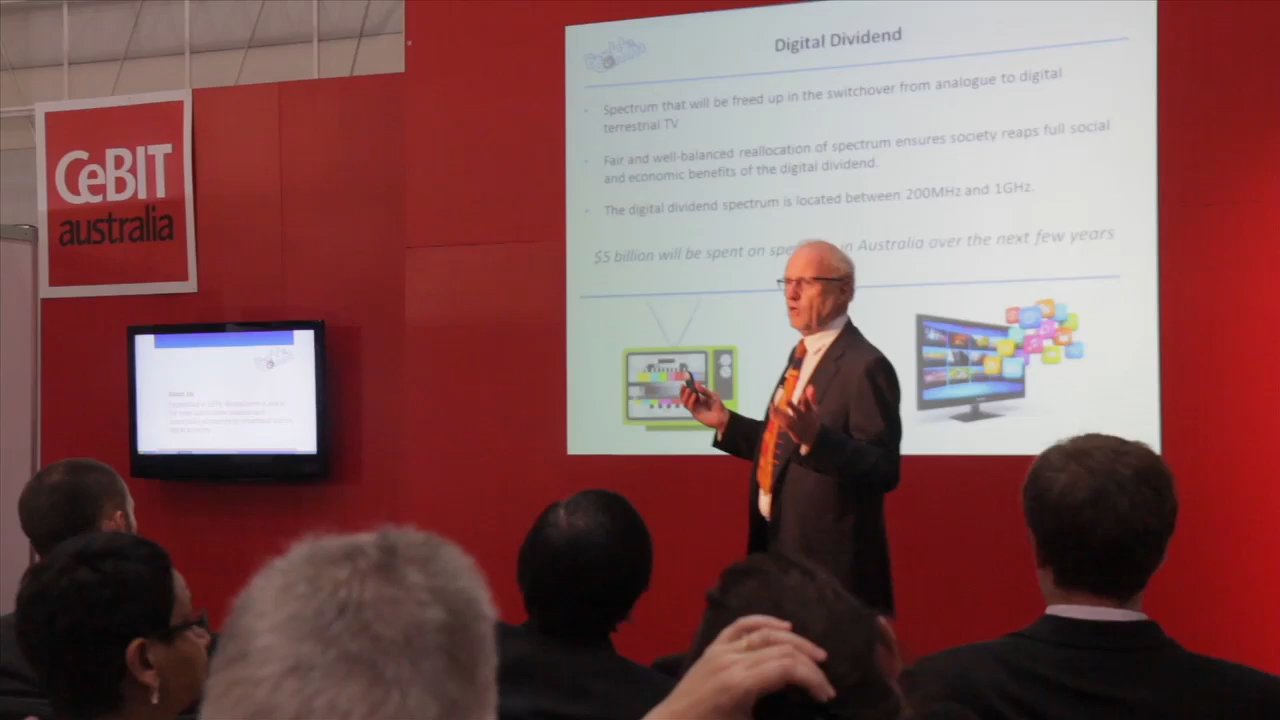 CeBIT
australia
Digital Dividend
- Spectrum that will be freed up in the switchover from analogue to digital
terrestrial TV
- Fair and well-balanced reallocation of spectrum ensures society reaps full social
and economic benefits of the digital dividend.
- The digital dividend spectrum is located between 200MHz and 1GHz.
$5 billion will be spent on in Australia over the next few years
About Us